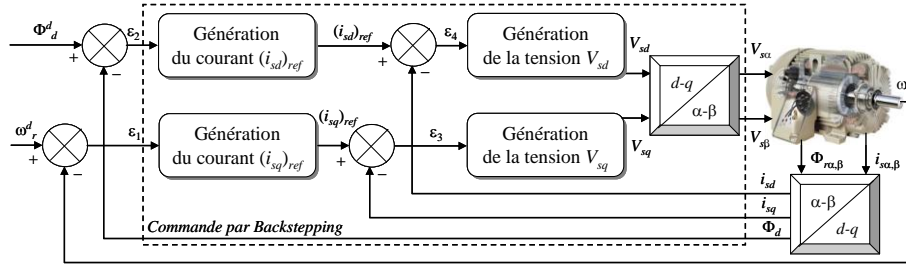 Φ^d_d
ε₂
+
−
Génération
du courant (i_sd)_ref
(i_sd)_ref
+
−
ε₄
Génération
de la tension V_sd
V_sd
V_sα
d-q
α-β
ω
ω^d_r
+
−
ε₁
Génération
du courant (i_sq)_ref
(i_sq)_ref
+
−
ε₃
Génération
de la tension V_sq
V_sq
V_sβ
Φ_rα,β
i_sα,β
i_sd
i_sq
Φ_d
α-β
d-q
Commande par Backstepping